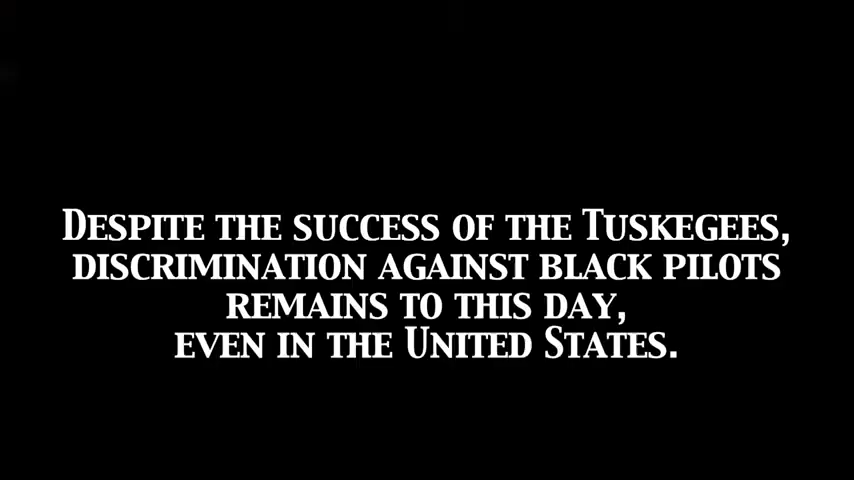 Despite the success of the Tuskegees,
discrimination against black pilots
remains to this day,
even in the United States.